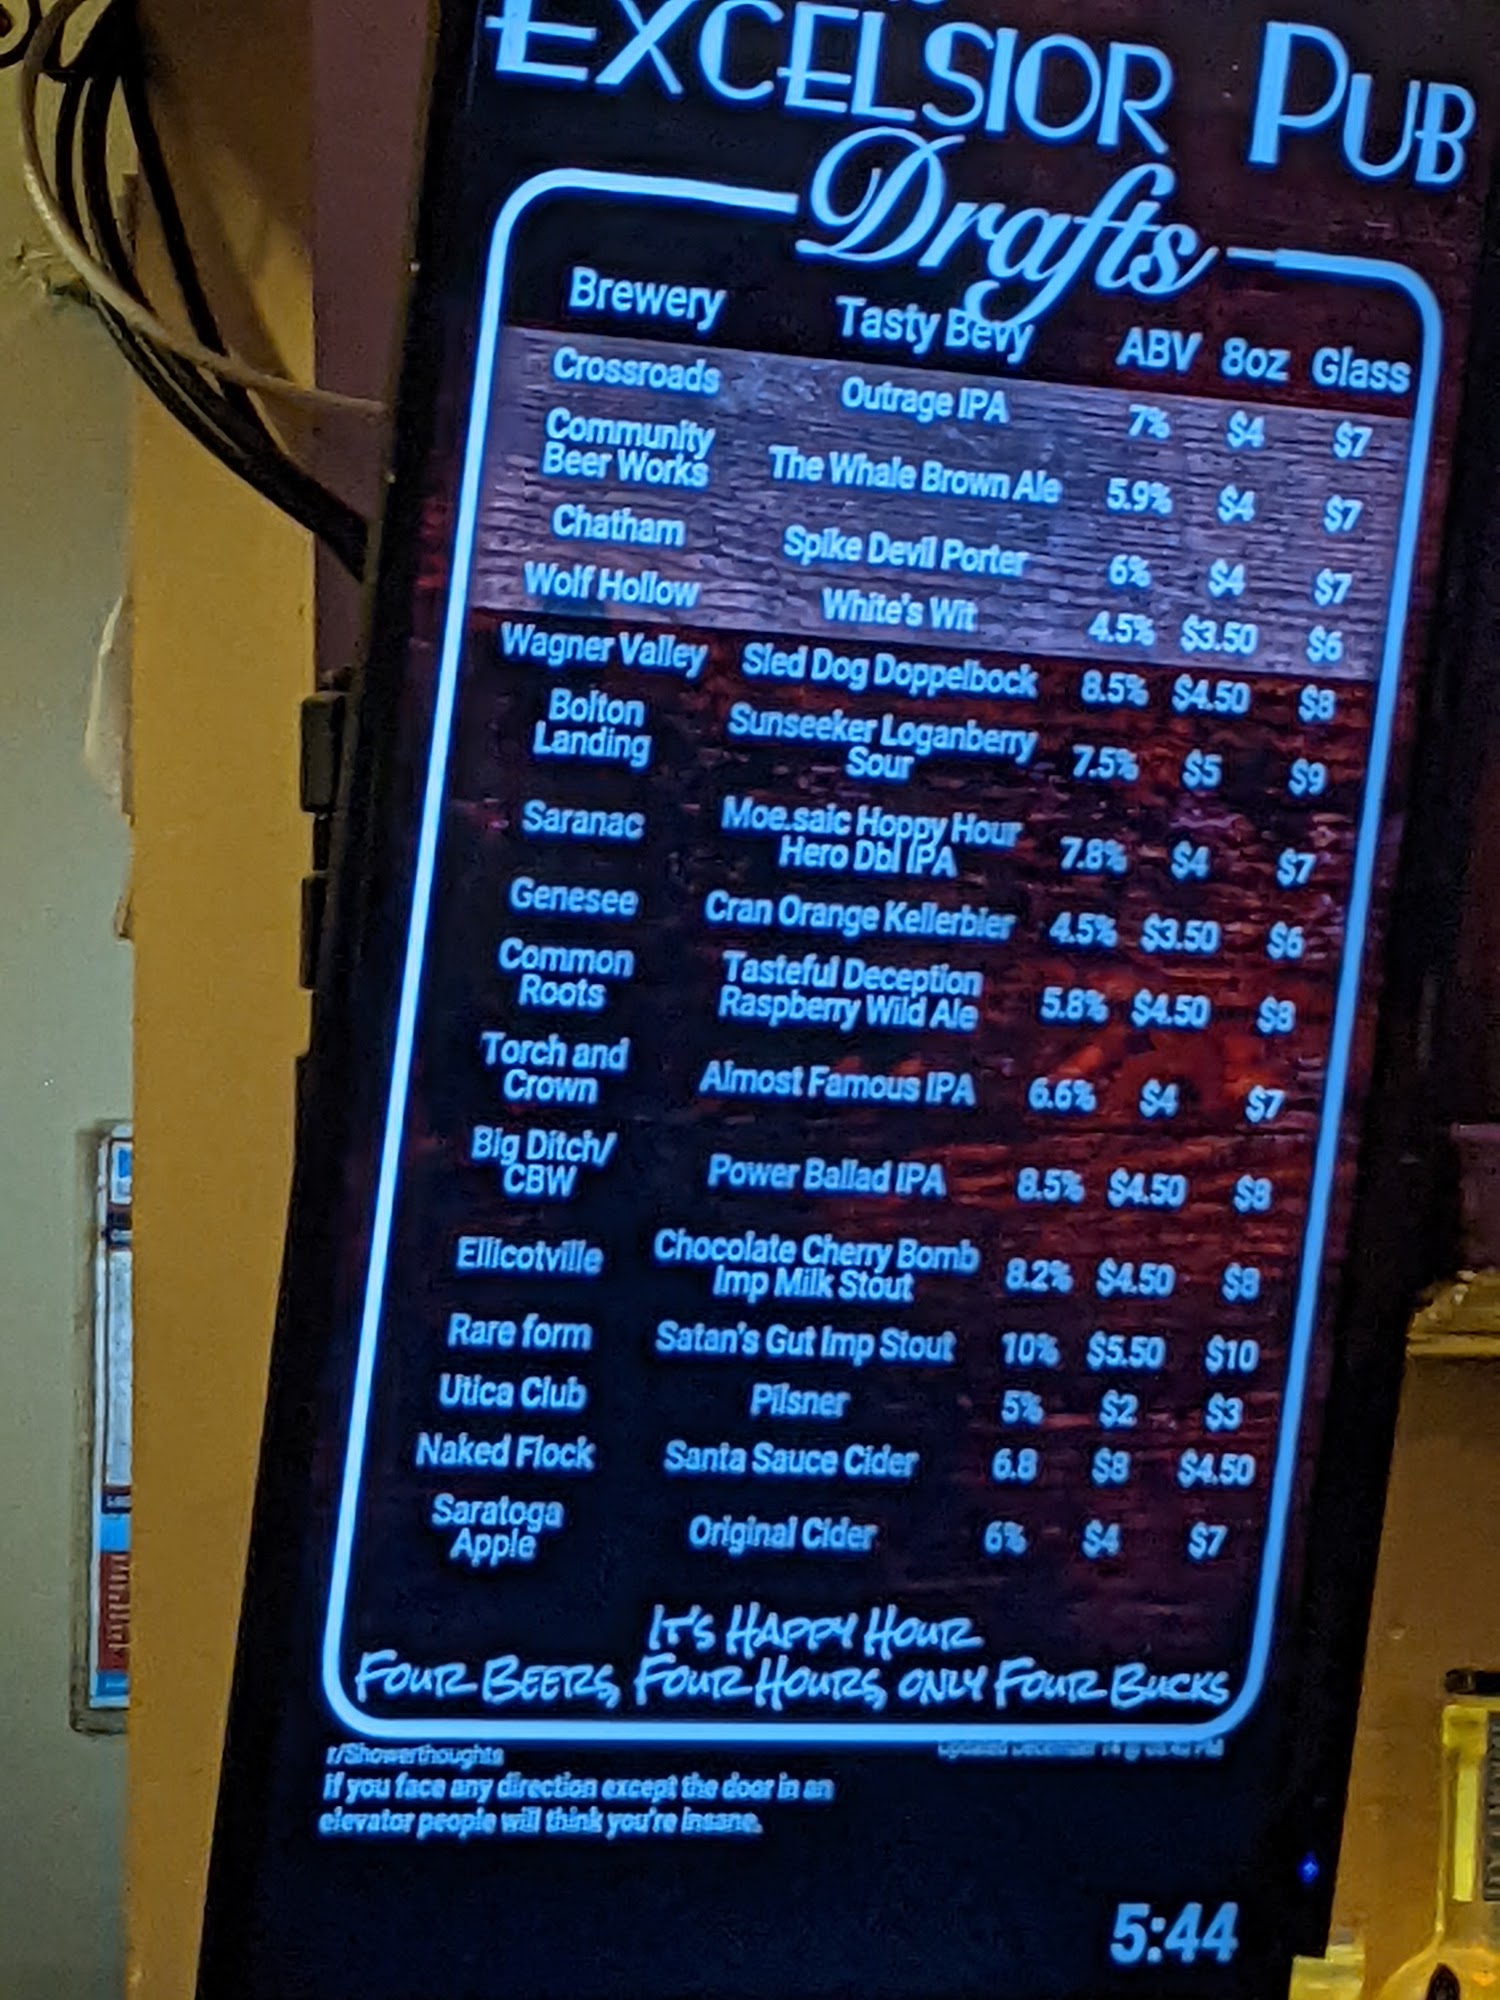 Excelsior Pub
Drafts
Brewery Tasty Bevy ABV 8oz Glass
Crossroads Outrage IPA 7% $4 $7
Community
Beer Works The Whale Brown Ale 5.9% $4 $7
Chatham Spike Devil Porter 6% $4 $7
Wolf Hollow White's Wit 4.5% $3.50 $6
Wagner Valley Sled Dog Doppelbock 8.5% $4.50 $8
Bolton
Landing Sunseeker Loganberry
Sour 7.5% $5 $9
Saranac Moe.saic Hoppy Hour
Hero Dbl IPA 7.8% $4 $7
Genesee Cran Orange Kellerbier 4.5% $3.50 $6
Common
Roots Tasteful Deception
Raspberry Wild Ale 5.8% $4.50 $8
Torch and
Crown Almost Famous IPA 6.6% $4 $7
Big Ditch/
CBW Power Ballad IPA 8.5% $4.50 $8
Ellicotville Chocolate Cherry Bomb
Imp Milk Stout 8.2% $4.50 $8
Rare form Satan's Gut Imp Stout 10% $5.50 $10
Utica Club Pilsner 5% $2 $3
Naked Flock Santa Sauce Cider 6.8 $8 $4.50
Saratoga
Apple Original Cider 6% $4 $7
It's Happy Hour
Four Beers, Four Hours, only Four Bucks
r/Showerthoughts
Updated December 14 @
If you face any direction except the door in an
elevator people will think you're insane.
5:44